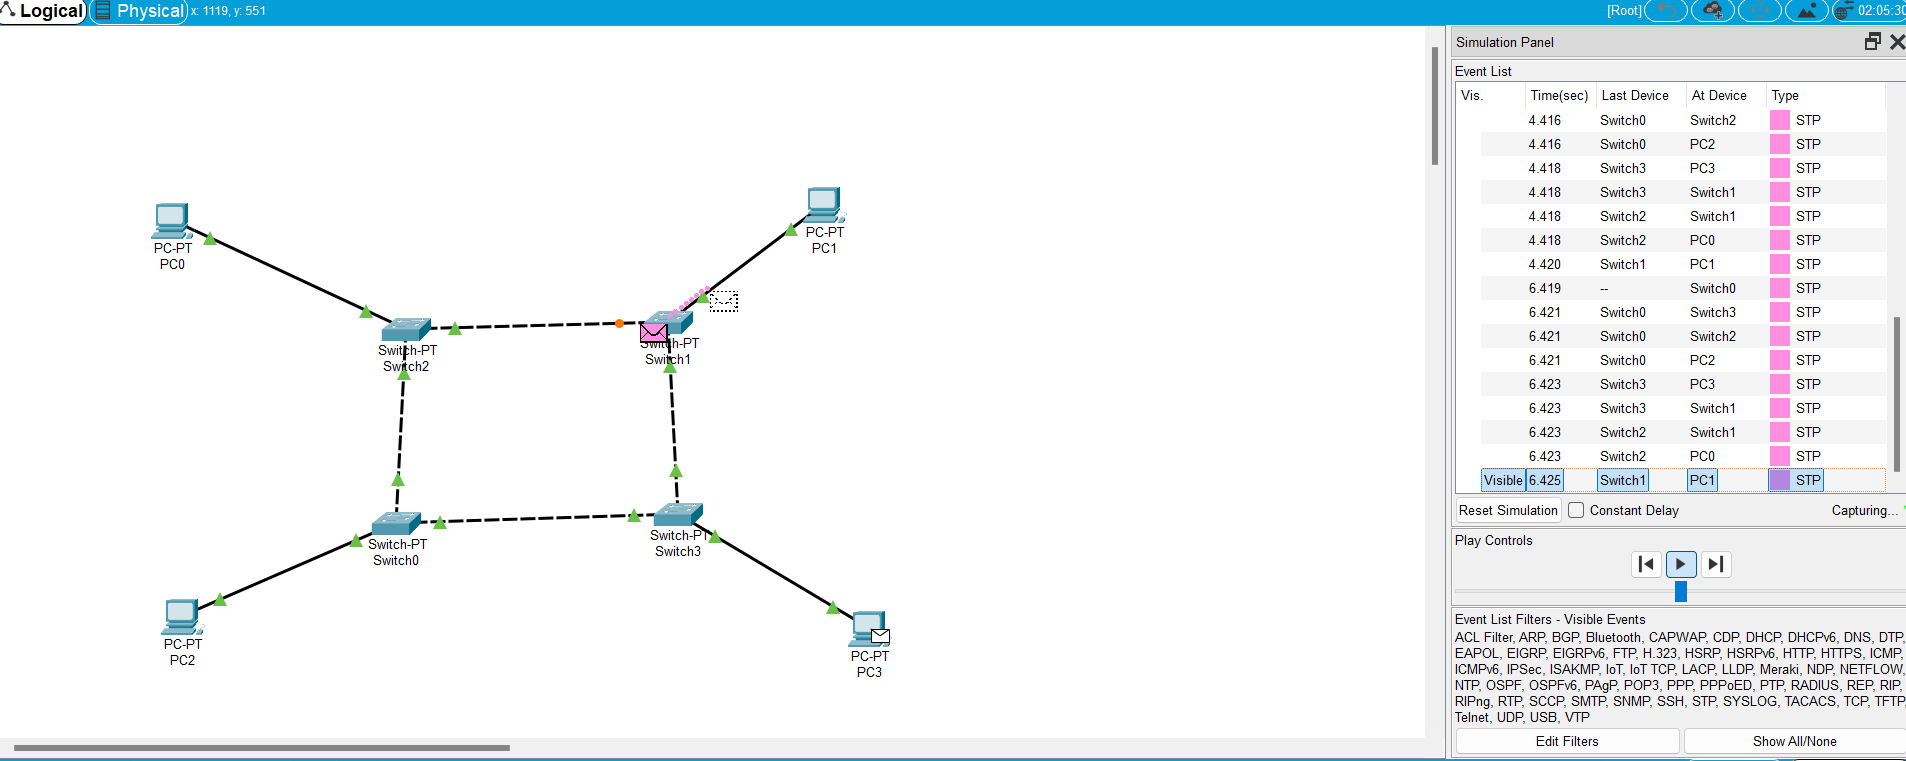 Logical Physical x: 1119, y: 551 [Root] 02:05:30
PC-PT
PC0
PC-PT
PC1
Switch-PT
Switch2
Switch-PT
Switch1
Switch-PT
Switch0
Switch-PT
Switch3
PC-PT
PC2
PC-PT
PC3
Simulation Panel
Event List
Vis. Time(sec) Last Device At Device Type
4.416 Switch0 Switch2 STP
4.416 Switch0 PC2 STP
4.418 Switch3 PC3 STP
4.418 Switch3 Switch1 STP
4.418 Switch2 Switch1 STP
4.418 Switch2 PC0 STP
4.420 Switch1 PC1 STP
6.419 -- Switch0 STP
6.421 Switch0 Switch3 STP
6.421 Switch0 Switch2 STP
6.421 Switch0 PC2 STP
6.423 Switch3 PC3 STP
6.423 Switch3 Switch1 STP
6.423 Switch2 Switch1 STP
6.423 Switch2 PC0 STP
Visible 6.425 Switch1 PC1 STP
Reset Simulation Constant Delay Capturing...
Play Controls
Event List Filters - Visible Events
ACL Filter, ARP, BGP, Bluetooth, CAPWAP, CDP, DHCP, DHCPv6, DNS, DTP,
EAPOL, EIGRP, EIGRPv6, FTP, H.323, HSRP, HSRPv6, HTTP, HTTPS, ICMP,
ICMPv6, IPSec, ISAKMP, IoT, IoT TCP, LACP, LLDP, Meraki, NDP, NETFLOW,
NTP, OSPF, OSPFv6, PAgP, POP3, PPP, PPPoED, PTP, RADIUS, REP, RIP,
RIPng, RTP, SCCP, SMTP, SNMP, SSH, STP, SYSLOG, TACACS, TCP, TFTP,
Telnet, UDP, USB, VTP
Edit Filters Show All/None